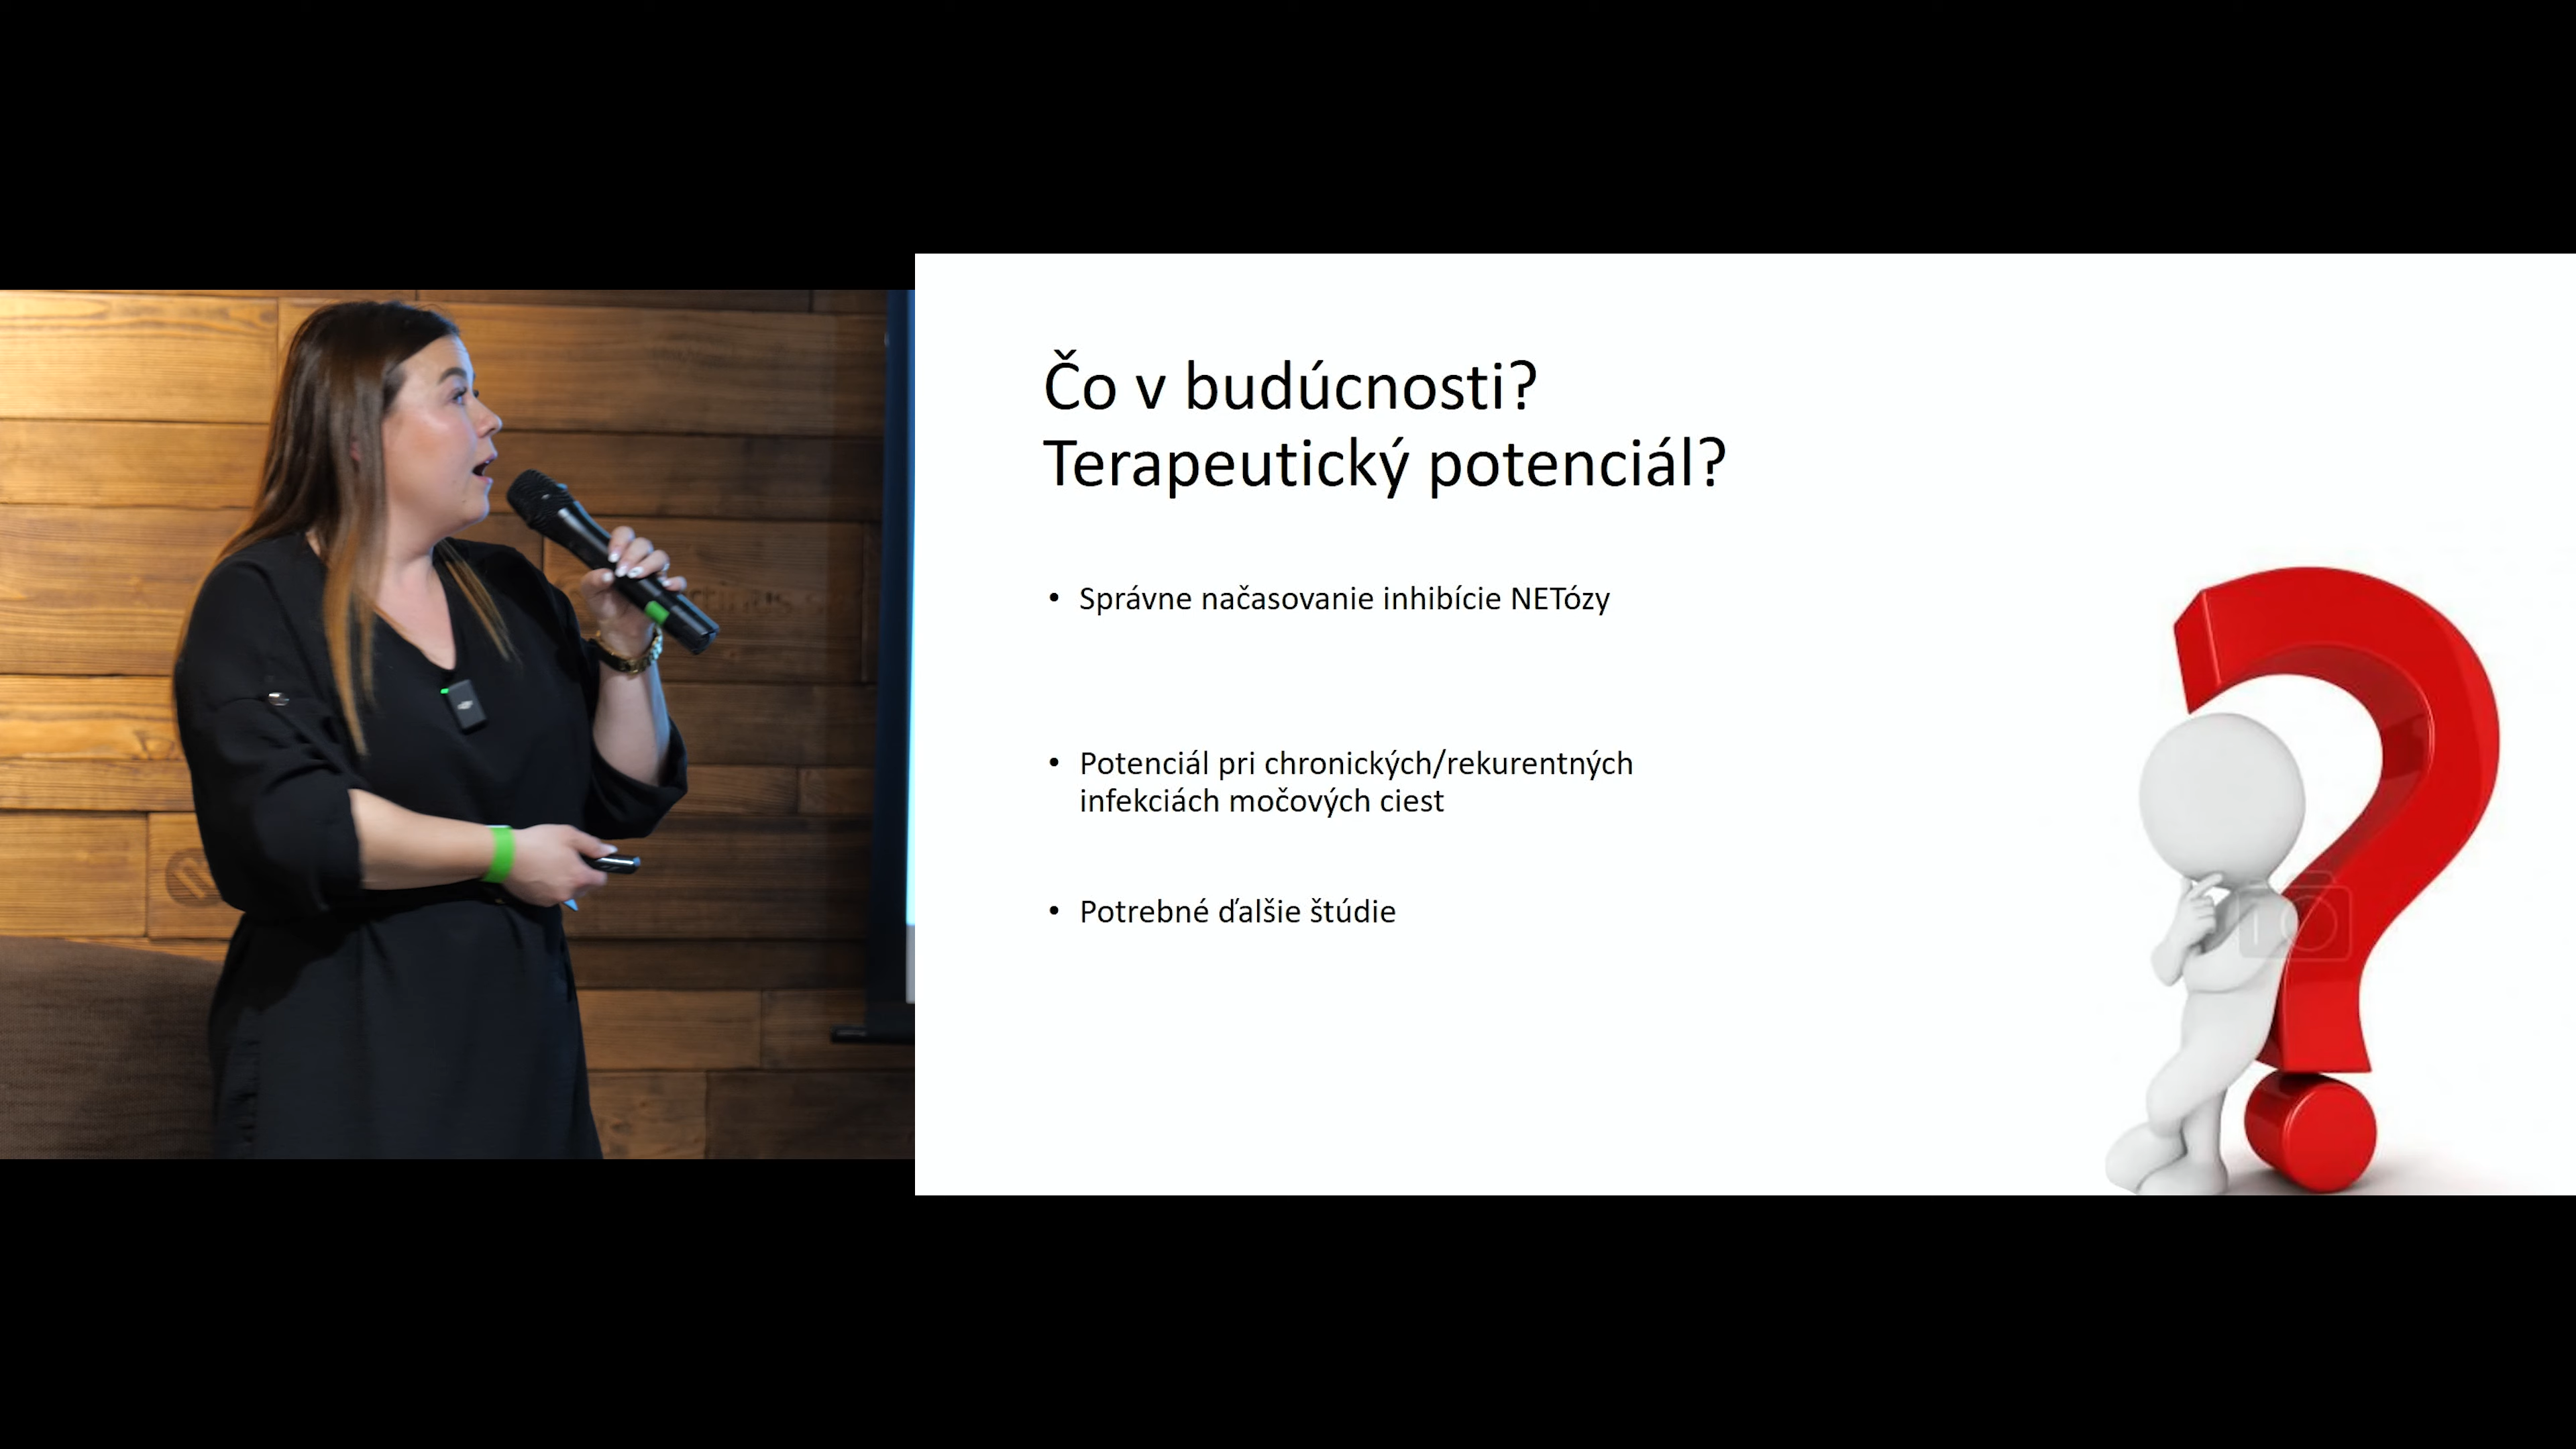 Čo v budúcnosti?
Terapeutický potenciál?
• Správne načasovanie inhibície NETózy
• Potenciál pri chronických/rekurentných
infekciách močových ciest
• Potrebné ďalšie štúdie